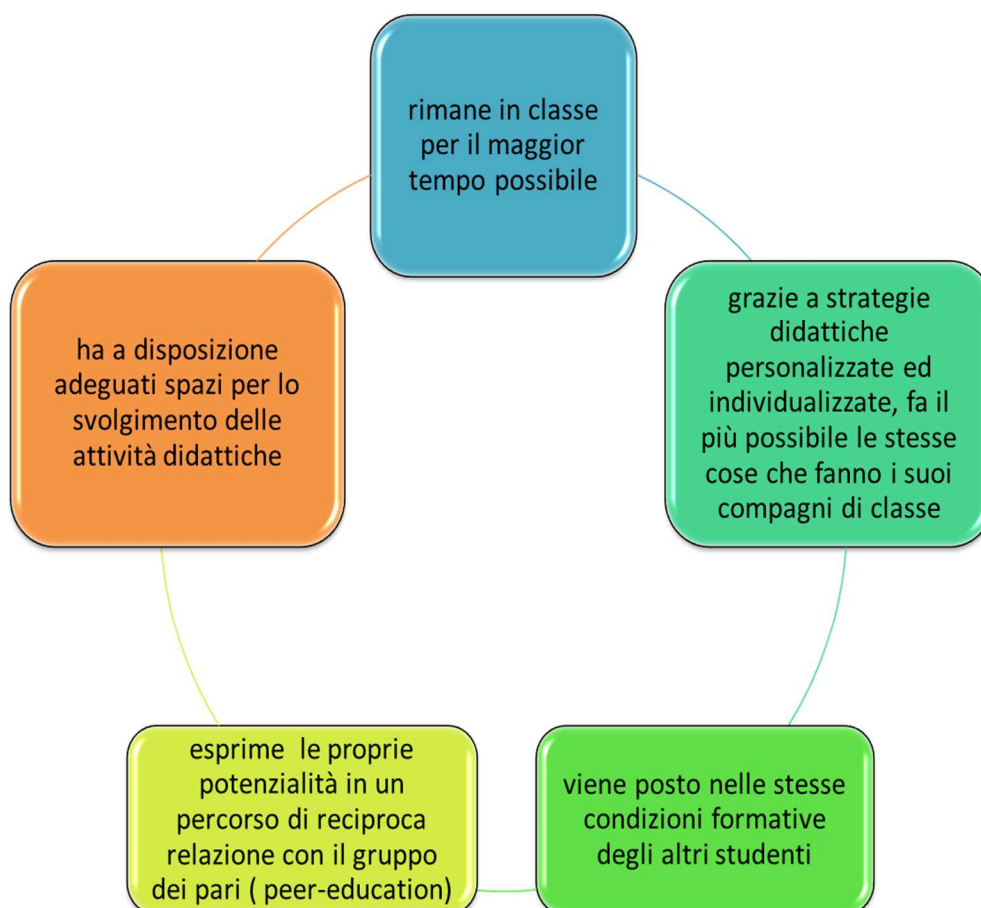 rimane in classe
per il maggior
tempo possibile
grazie a strategie
didattiche
personalizzate ed
individualizzate, fa il
più possibile le stesse
cose che fanno i suoi
compagni di classe
viene posto nelle stesse
condizioni formative
degli altri studenti
esprime le proprie
potenzialità in un
percorso di reciproca
relazione con il gruppo
dei pari ( peer-education)
ha a disposizione
adeguati spazi per lo
svolgimento delle
attività didattiche